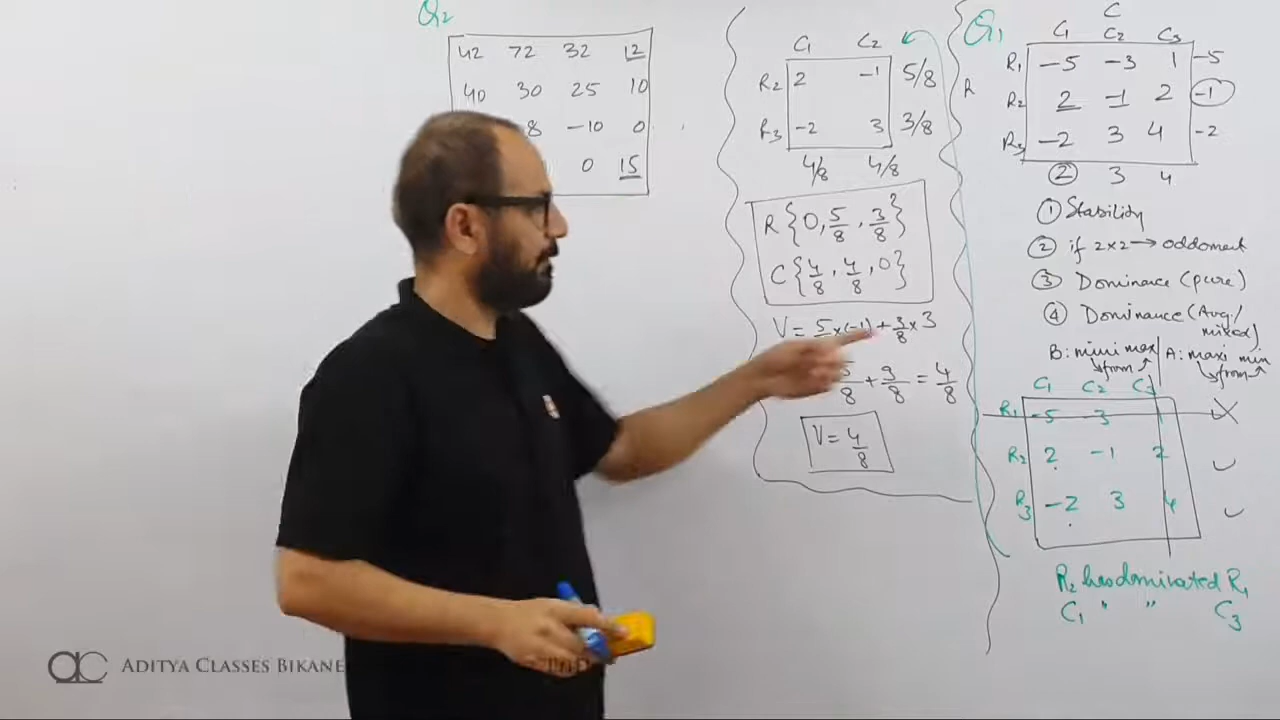 Q2
42 72 32 12
40 30 25 10
8 -10 0
0 15
C1 C2
R2 2 -1 5/8
R3 -2 3 3/8
4/8 4/8
R{0, 5/8, 3/8}
C{4/8, 4/8, 0}
V = 5 x(-1) + 3/8 x 3
8 + 9/8 = 4/8
V = 4/8
Q1
C
C1 C2 C3
R
R1 -5 -3 1 -5
R2 2 -1 2 -1
R3 -2 3 4 -2
2 3 4
① Stability
② if 2x2 → oddoment
③ Dominance (pure)
④ Dominance (Avg/
mixed)
B: mini max A: maxi min
from from
C1 C2 C3
R1 -5 -3 X
R2 2 -1 2
R3 -2 3 4
R2 has dominated R1
C1 " " C3
ADITYA CLASSES BIKANE